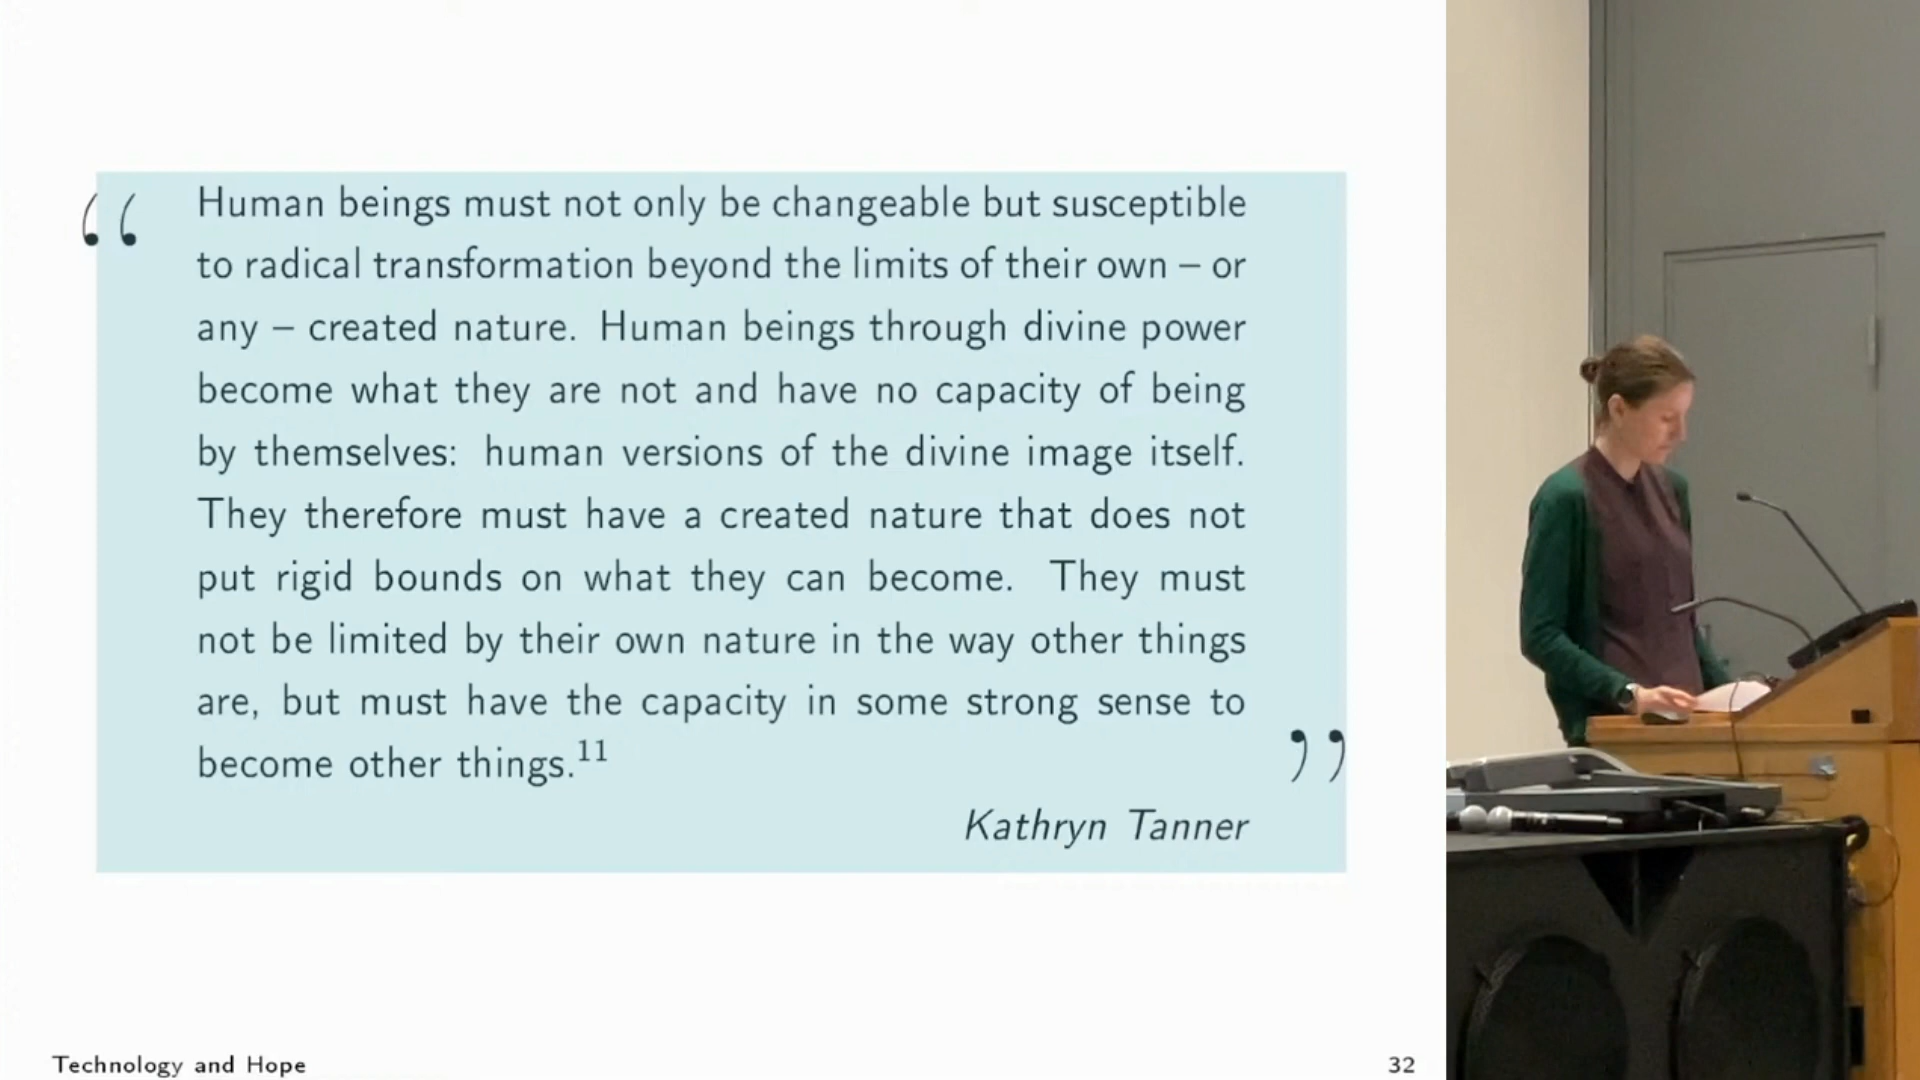 “ Human beings must not only be changeable but susceptible
to radical transformation beyond the limits of their own – or
any – created nature. Human beings through divine power
become what they are not and have no capacity of being
by themselves: human versions of the divine image itself.
They therefore must have a created nature that does not
put rigid bounds on what they can become. They must
not be limited by their own nature in the way other things
are, but must have the capacity in some strong sense to
become other things.¹¹ ”
Kathryn Tanner
Technology and Hope 32